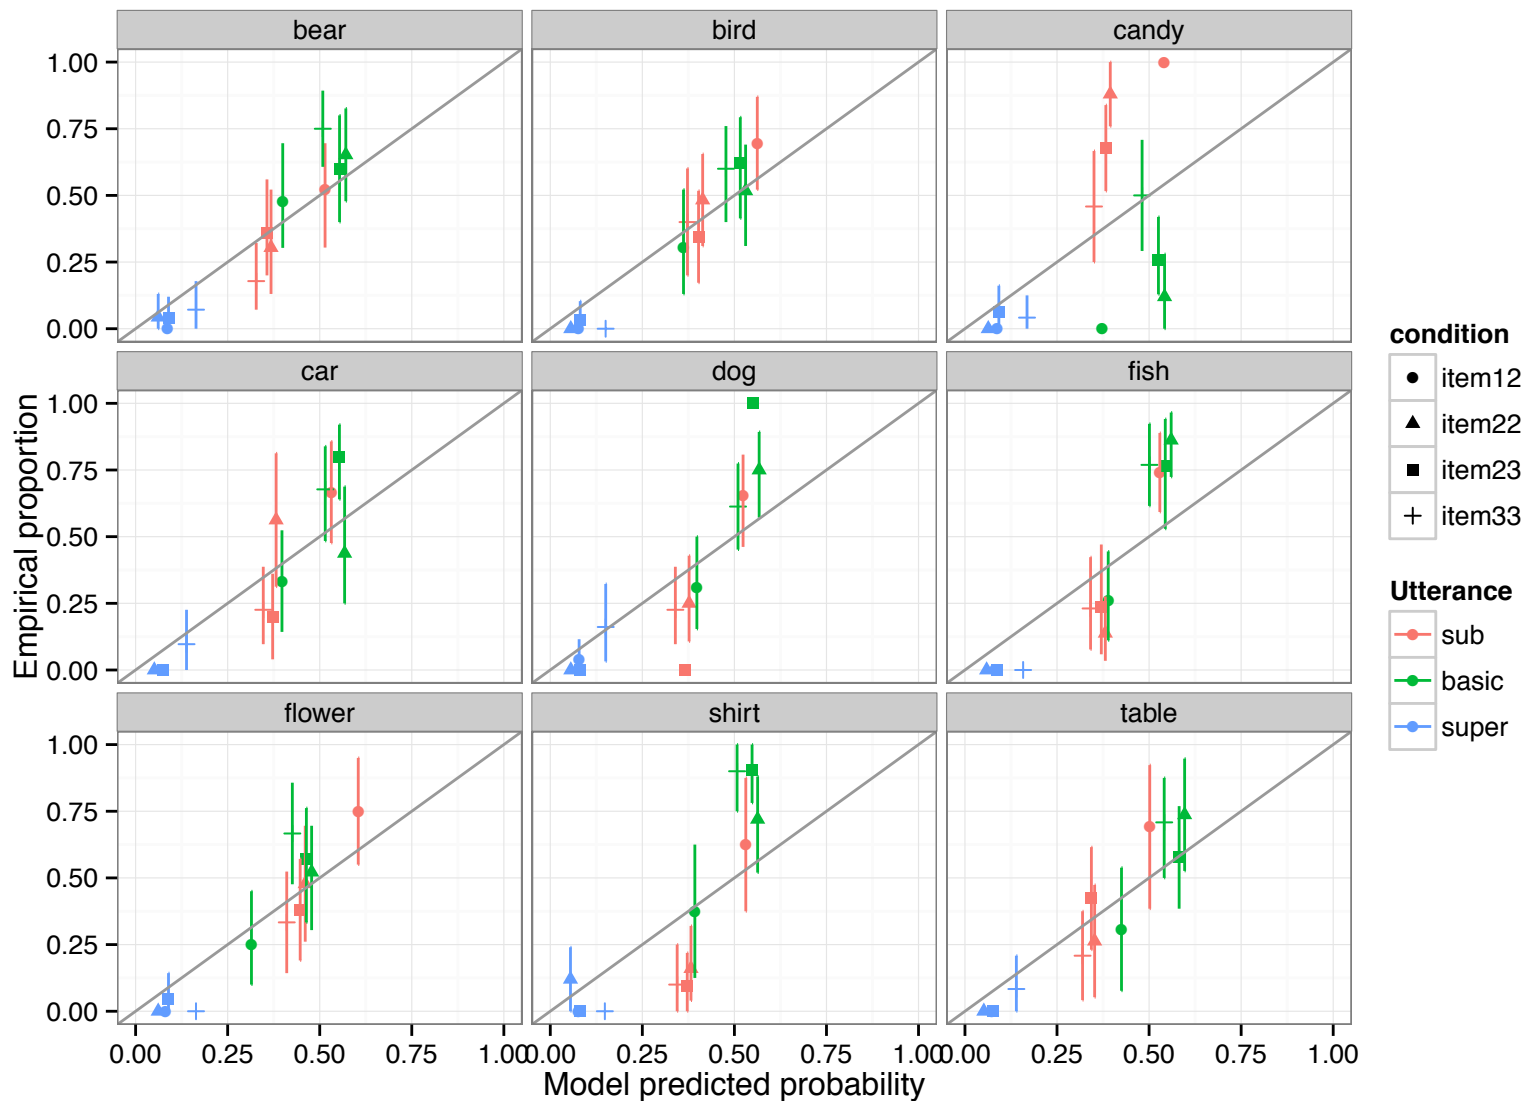 bear bird candy
1.00
0.75
0.50
0.25
0.00
car dog fish
1.00
0.75
0.50
0.25
0.00
flower shirt table
1.00
0.75
0.50
0.25
0.00
0.00 0.25 0.50 0.75 1.00 0.00 0.25 0.50 0.75 1.00 0.00 0.25 0.50 0.75 1.00
Model predicted probability
Empirical proportion
condition
item12
item22
item23
item33
Utterance
sub
basic
super